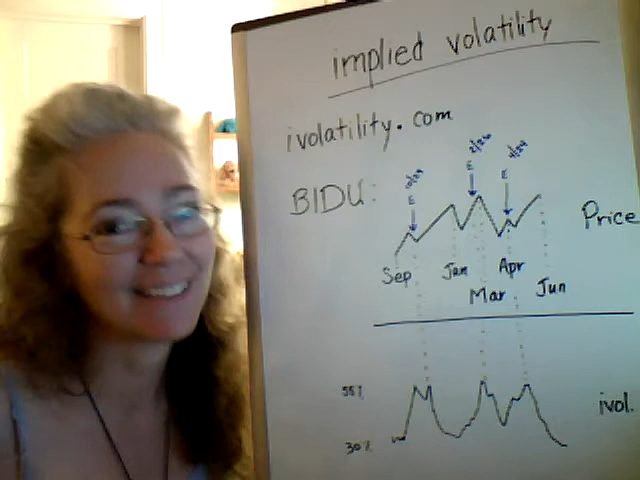 implied volatility
ivolatility.com
BIDU:
E
E
E
Price
Sep
Jan
Apr
Mar
Jun
55%
ivol.
30%